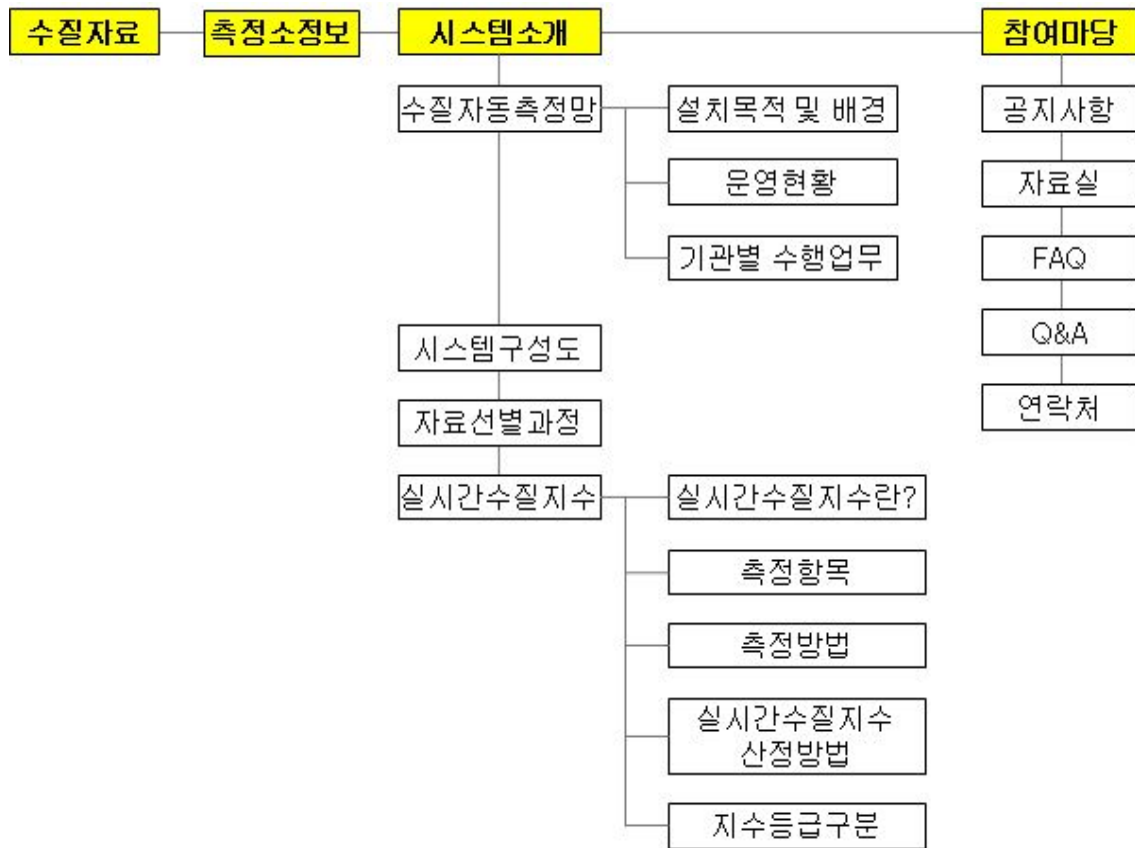 수질자료
측정소정보
시스템소개
참여마당
수질자동측정망
설치목적 및 배경
운영현황
기관별 수행업무
시스템구성도
자료선별과정
실시간수질지수
실시간수질지수란?
측정항목
측정방법
실시간수질지수
산정방법
지수등급구분
공지사항
자료실
FAQ
Q&A
연락처